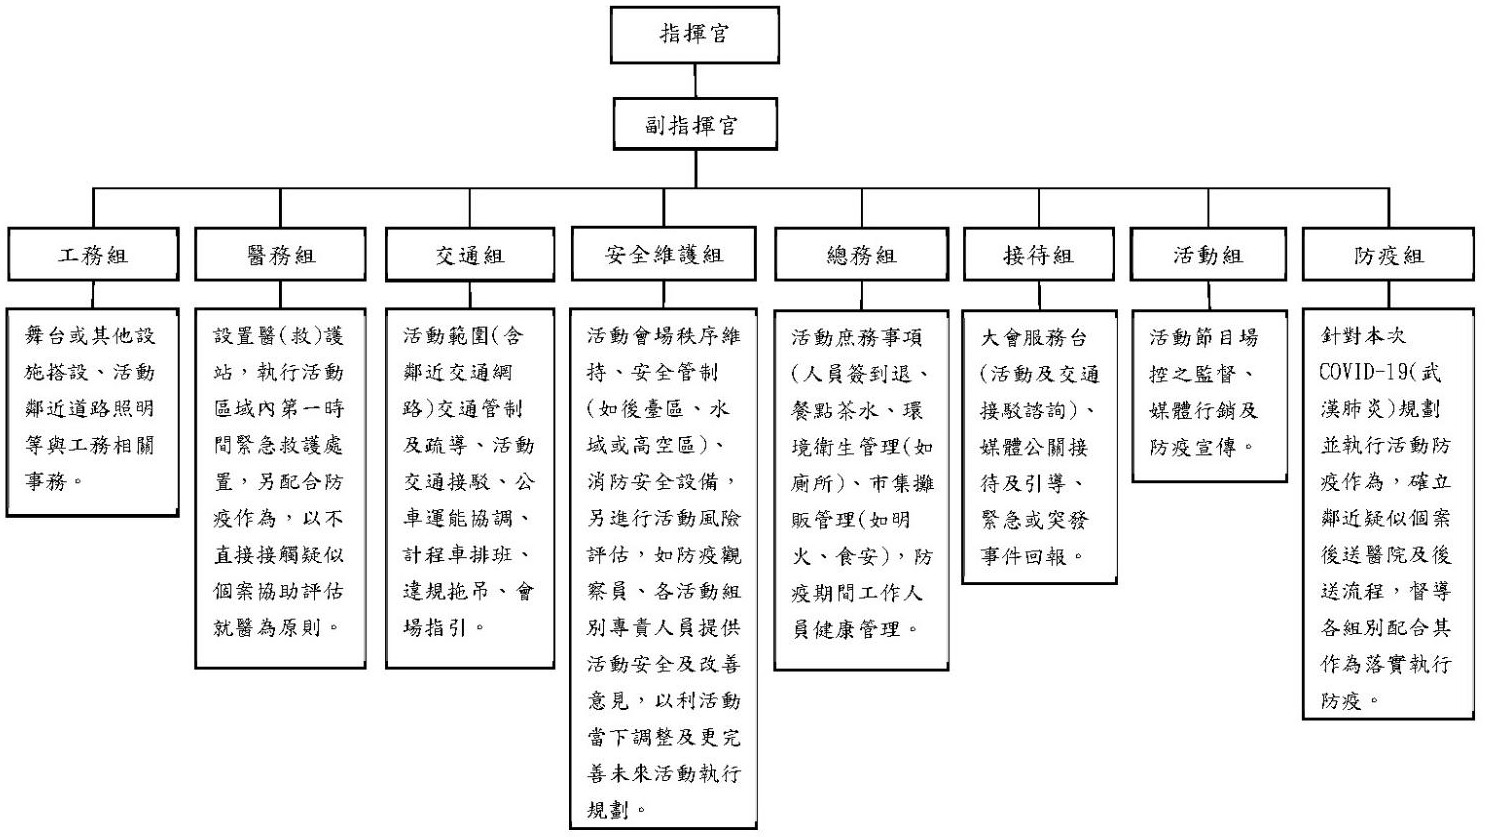 指揮官
副指揮官
工務組
醫務組
交通組
安全維護組
總務組
接待組
活動組
防疫組
舞台或其他設
施搭設、活動
鄰近道路照明
等與工務相關
事務。
設置醫(救)護
站，執行活動
區域內第一時
間緊急救護處
置，另配合防
疫作為，以不
直接接觸疑似
個案協助評估
就醫為原則。
活動範圍(含
鄰近交通網
路)交通管制
及疏導、活動
交通接駁、公
車運能協調、
計程車排班、
違規拖吊、會
場指引。
活動會場秩序維
持、安全管制
(如後臺區、水
域或高空區)、
消防安全設備，
另進行活動風險
評估，如防疫觀
察員、各活動組
別專責人員提供
活動安全及改善
意見，以利活動
當下調整及更完
善未來活動執行
規劃。
活動庶務事項
(人員簽到退、
餐點茶水、環
境衛生管理(如
廁所)、市集攤
販管理(如明
火、食安)，防
疫期間工作人
員健康管理。
大會服務台
(活動及交通
接駁諮詢)、
媒體公關接
待及引導、
緊急或突發
事件回報。
活動節目場
控之監督、
媒體行銷及
防疫宣傳。
針對本次
COVID-19(武
漢肺炎)規劃
並執行活動防
疫作為，確立
鄰近疑似個案
後送醫院及後
送流程，督導
各組別配合其
作為落實執行
防疫。